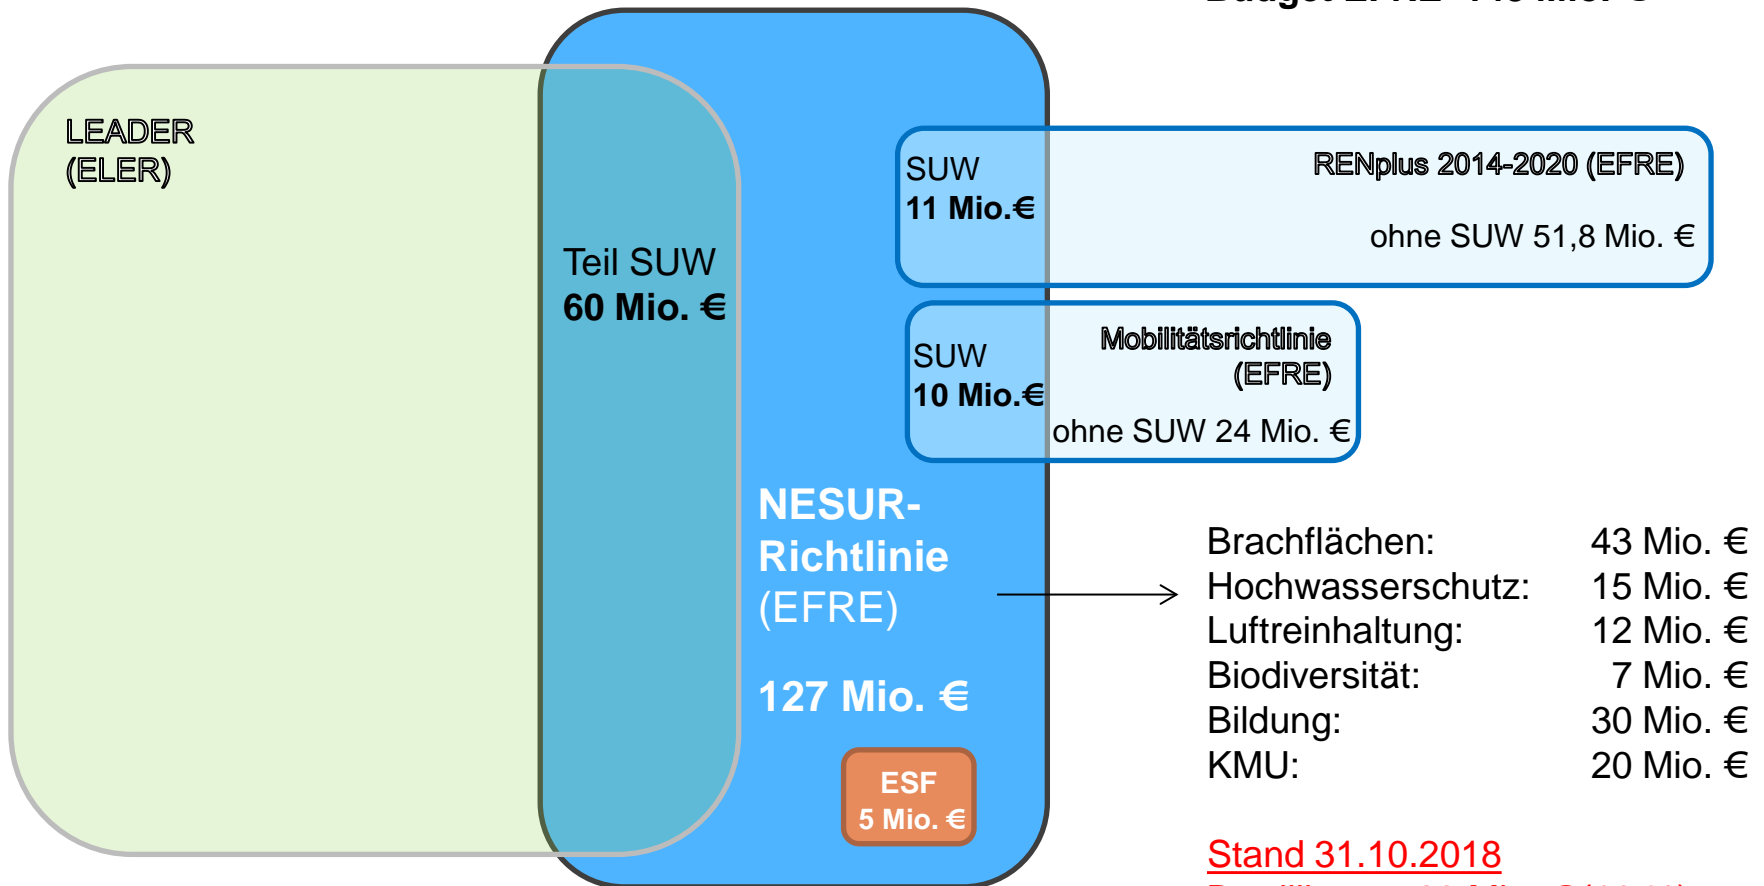 LEADER
(ELER)
Teil SUW
60 Mio. €
SUW
11 Mio.€
RENplus 2014-2020 (EFRE)
ohne SUW 51,8 Mio. €
SUW
10 Mio.€
Mobilitätsrichtlinie
(EFRE)
ohne SUW 24 Mio. €
NESUR-
Richtlinie
(EFRE)
127 Mio. €
ESF
5 Mio. €
Brachflächen: 43 Mio. €
Hochwasserschutz: 15 Mio. €
Luftreinhaltung: 12 Mio. €
Biodiversität: 7 Mio. €
Bildung: 30 Mio. €
KMU: 20 Mio. €
Stand 31.10.2018